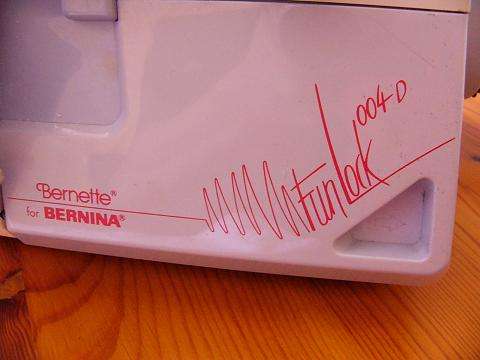 Bernette®
for BERNINA®
FunLock 004-D